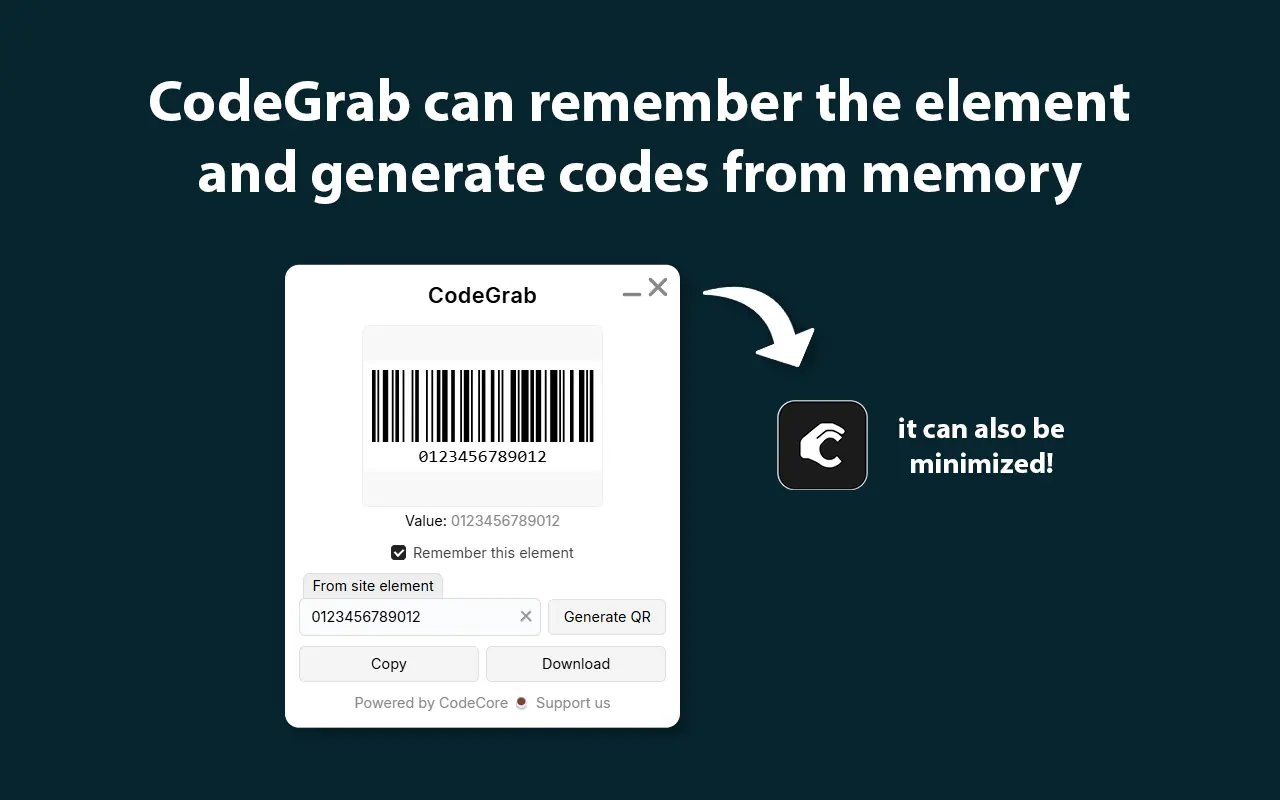 CodeGrab can remember the element
and generate codes from memory
CodeGrab
0123456789012
Value: 0123456789012
Remember this element
From site element
0123456789012
Generate QR
Copy
Download
Powered by CodeCore
Support us
it can also be
minimized!